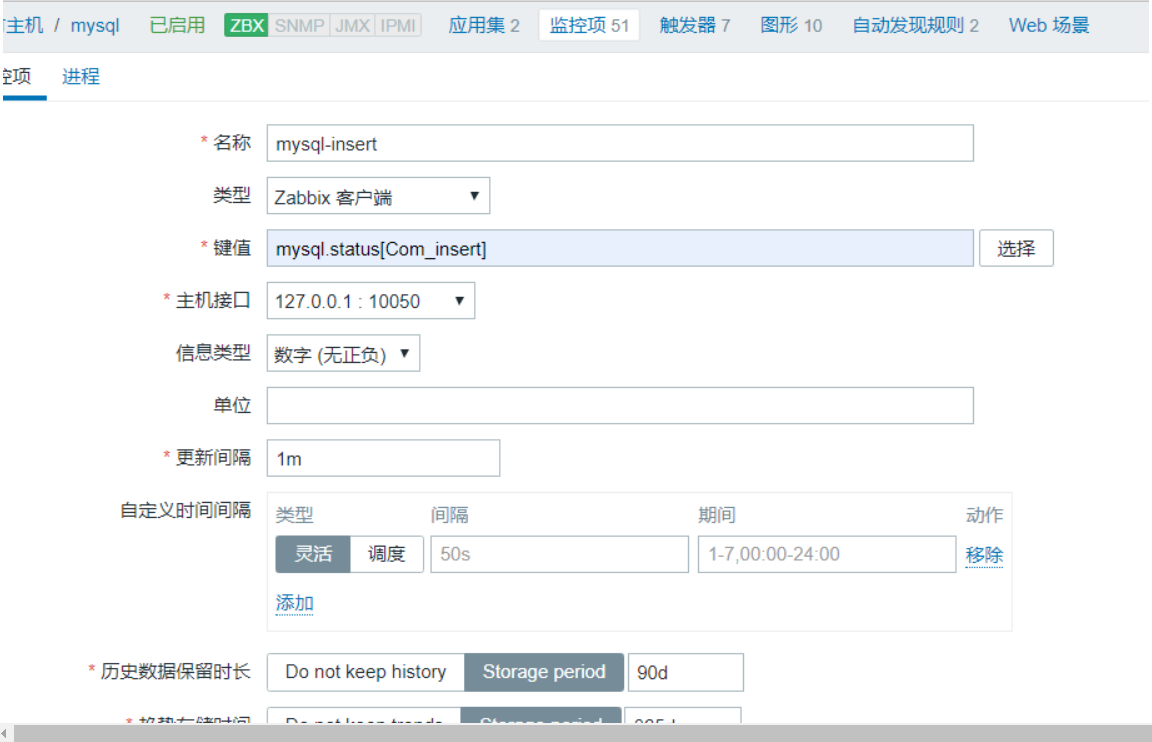 主机 / mysql 已启用 ZBX SNMP JMX IPMI 应用集 2 监控项 51 触发器 7 图形 10 自动发现规则 2 Web 场景
控项 进程
* 名称 mysql-insert
类型 Zabbix 客户端
* 键值 mysql.status[Com_insert] 选择
* 主机接口 127.0.0.1 : 10050
信息类型 数字 (无正负)
单位
* 更新间隔 1m
自定义时间间隔 类型 间隔 期间 动作
灵活 调度 50s 1-7,00:00-24:00 移除
添加
* 历史数据保留时长 Do not keep history Storage period 90d
* 趋势存储时间 Do not keep trends Storage period